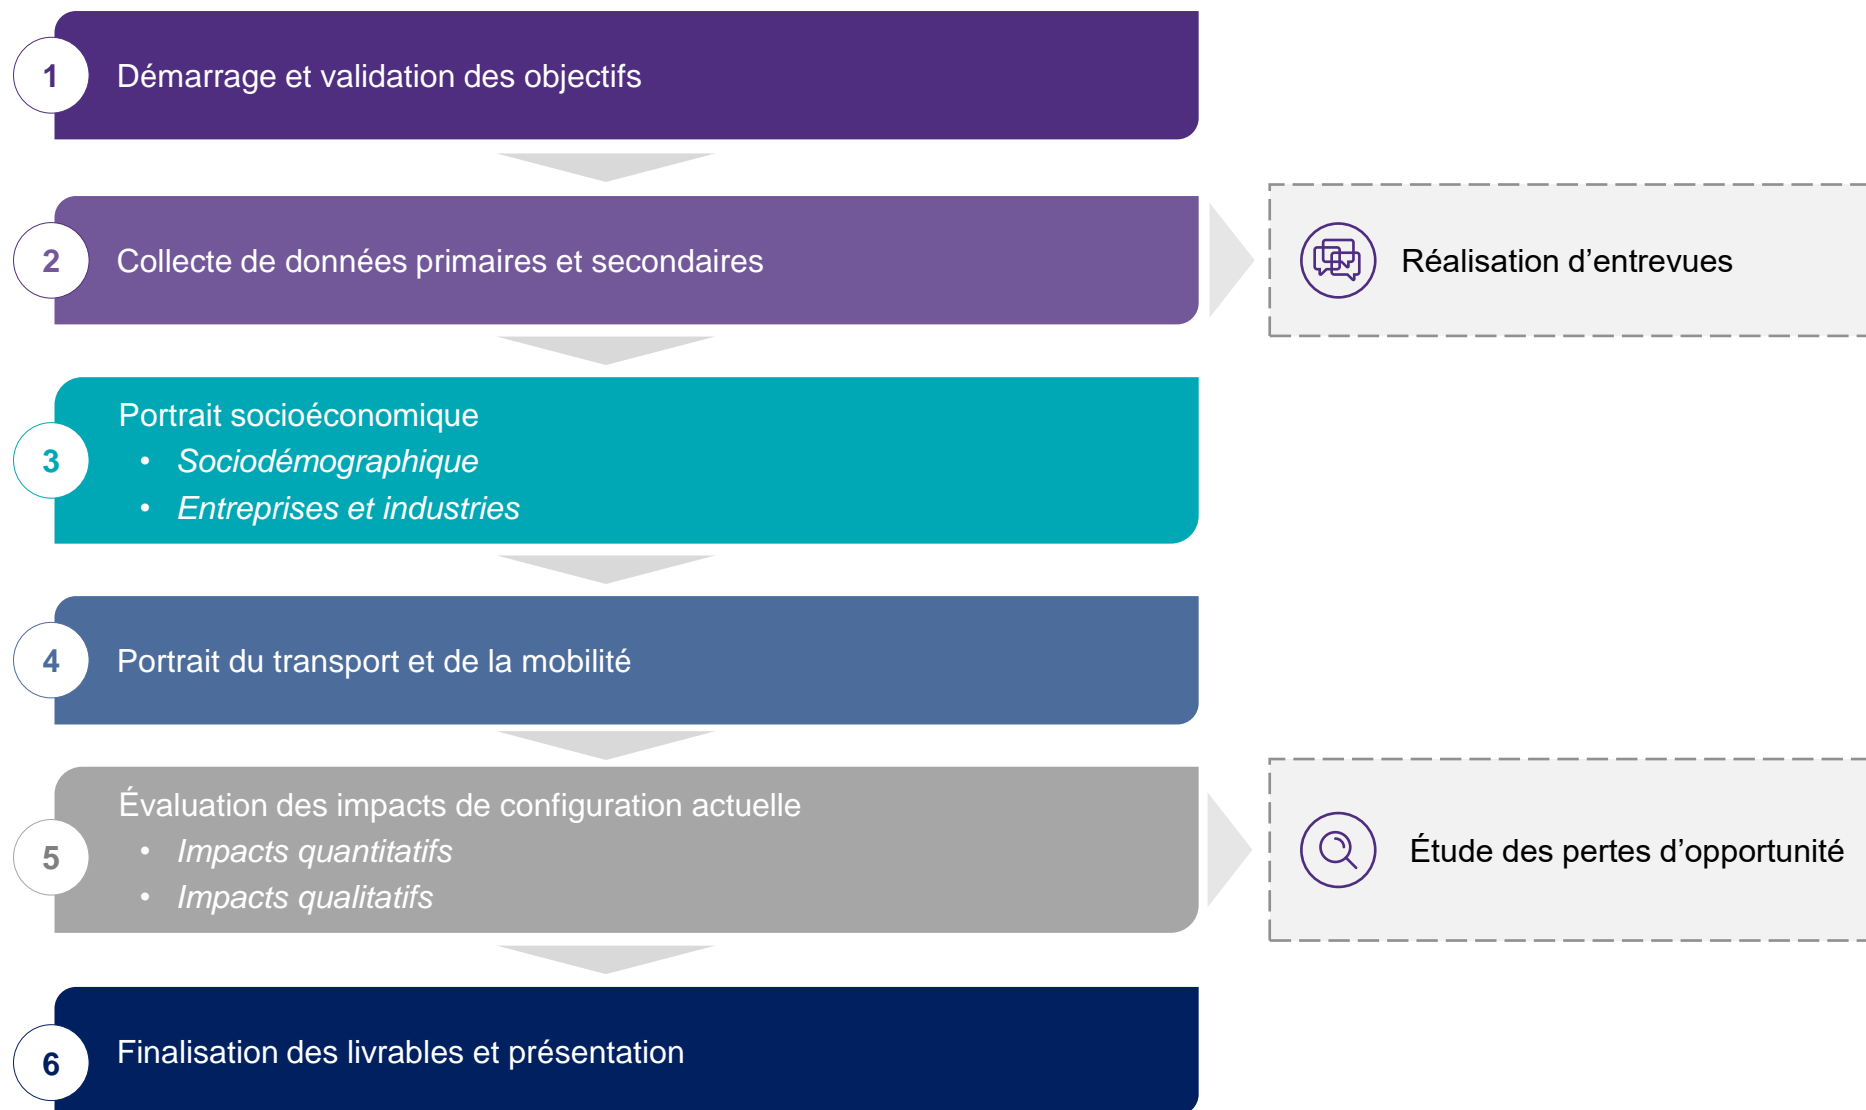 1
Démarrage et validation des objectifs
2
Collecte de données primaires et secondaires
Réalisation d’entrevues
3
Portrait socioéconomique
• Sociodémographique
• Entreprises et industries
4
Portrait du transport et de la mobilité
5
Évaluation des impacts de configuration actuelle
• Impacts quantitatifs
• Impacts qualitatifs
Étude des pertes d’opportunité
6
Finalisation des livrables et présentation